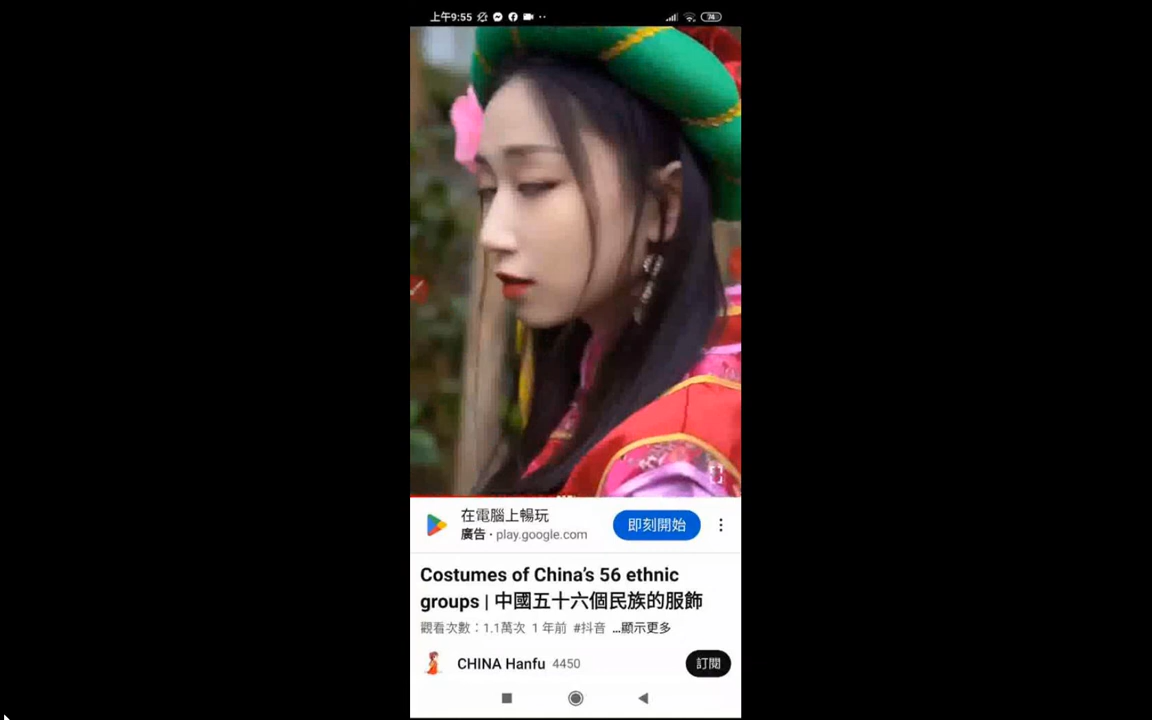 上午9:55
74
在電腦上暢玩
廣告 · play.google.com
即刻開始
Costumes of China's 56 ethnic
groups | 中國五十六個民族的服飾
觀看次數：1.1萬次 1 年前 #抖音 ...顯示更多
CHINA Hanfu 4450
訂閱